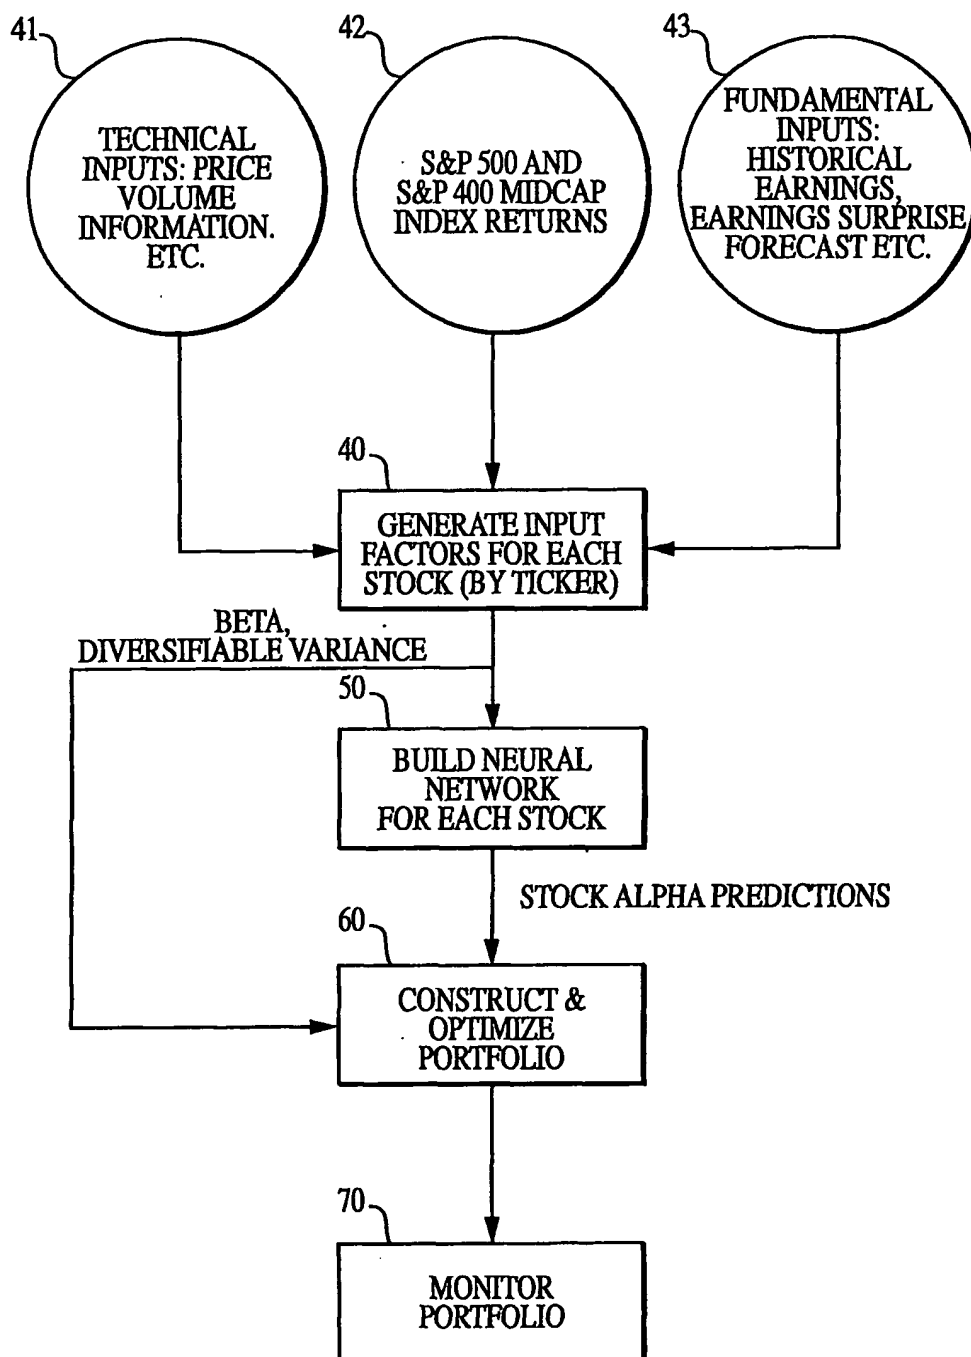 41
42
43
TECHNICAL
INPUTS: PRICE
VOLUME
INFORMATION.
ETC.
S&P 500 AND
S&P 400 MIDCAP
INDEX RETURNS
FUNDAMENTAL
INPUTS:
HISTORICAL
EARNINGS,
EARNINGS SURPRISE
FORECAST ETC.
40
GENERATE INPUT
FACTORS FOR EACH
STOCK (BY TICKER)
BETA,
DIVERSIFIABLE VARIANCE
50
BUILD NEURAL
NETWORK
FOR EACH STOCK
STOCK ALPHA PREDICTIONS
60
CONSTRUCT &
OPTIMIZE
PORTFOLIO
70
MONITOR
PORTFOLIO